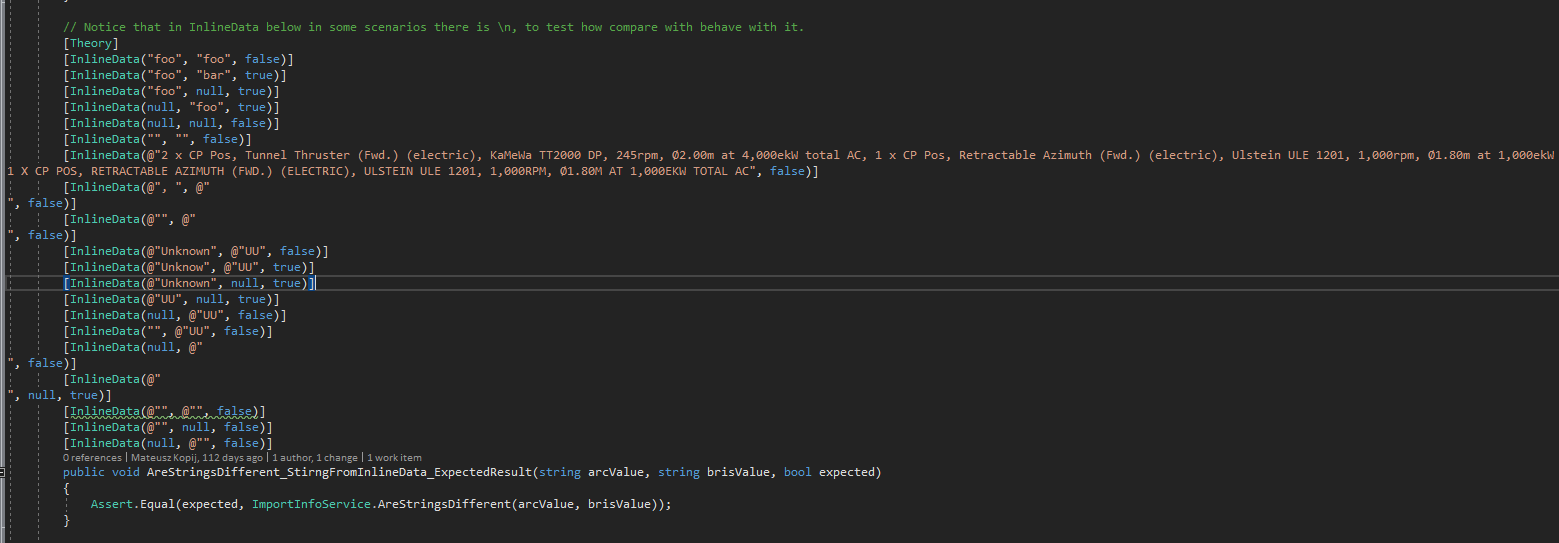 // Notice that in InlineData below in some scenarios there is \n, to test how compare with behave with it.
[Theory]
[InlineData("foo", "foo", false)]
[InlineData("foo", "bar", true)]
[InlineData("foo", null, true)]
[InlineData(null, "foo", true)]
[InlineData(null, null, false)]
[InlineData("", "", false)]
[InlineData(@"2 x CP Pos, Tunnel Thruster (Fwd.) (electric), KaMeWa TT2000 DP, 245rpm, Ø2.00m at 4,000ekW total AC, 1 x CP Pos, Retractable Azimuth (Fwd.) (electric), Ulstein ULE 1201, 1,000rpm, Ø1.80m at 1,000ekW
1 X CP POS, RETRACTABLE AZIMUTH (FWD.) (ELECTRIC), ULSTEIN ULE 1201, 1,000RPM, Ø1.80M AT 1,000EKW TOTAL AC", false)]
[InlineData(@", ", @"
", false)]
[InlineData(@"", @"
", false)]
[InlineData(@"Unknown", @"UU", false)]
[InlineData(@"Unknow", @"UU", true)]
[InlineData(@"Unknown", null, true)]
[InlineData(@"UU", null, true)]
[InlineData(null, @"UU", false)]
[InlineData("", @"UU", false)]
[InlineData(null, @"
", false)]
[InlineData(@"
", null, true)]
[InlineData(@"", @"", false)]
[InlineData(@"", null, false)]
[InlineData(null, @"", false)]
0 references | Mateusz Kopij, 112 days ago | 1 author, 1 change | 1 work item
public void AreStringsDifferent_StirngFromInlineData_ExpectedResult(string arcValue, string brisValue, bool expected)
{
Assert.Equal(expected, ImportInfoService.AreStringsDifferent(arcValue, brisValue));
}